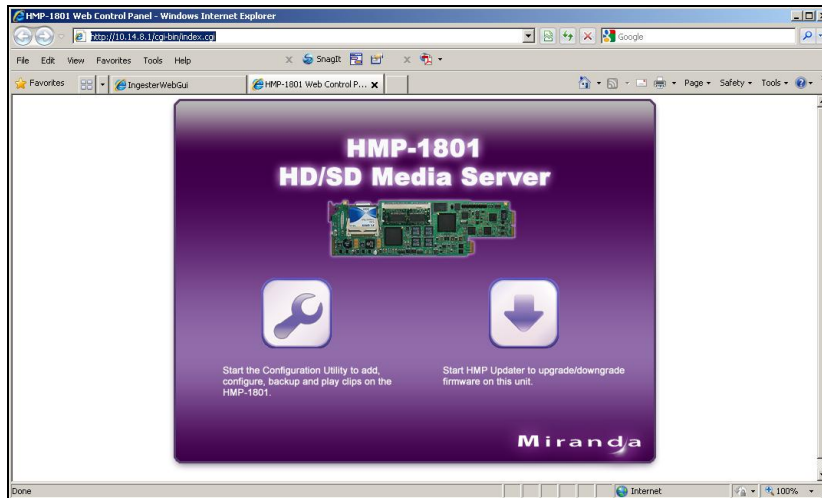 HMP-1801 Web Control Panel - Windows Internet Explorer
http://10.14.8.1/cgi-bin/index.cgi
Google
File Edit View Favorites Tools Help
SnagIt
Favorites
IngesterWebGui
HMP-1801 Web Control P...
Page Safety Tools
HMP-1801
HD/SD Media Server
Start the Configuration Utility to add,
configure, backup and play clips on the
HMP-1801.
Start HMP Updater to upgrade/downgrade
firmware on this unit.
Miranda
Done
Internet
100%